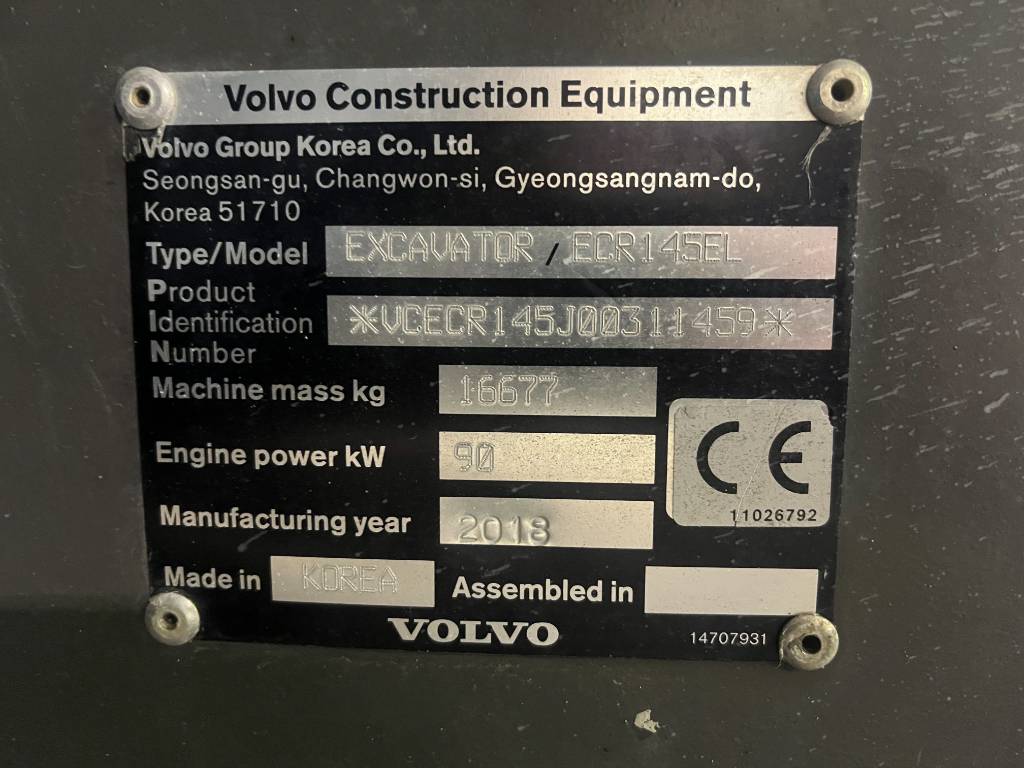 Volvo Construction Equipment
Volvo Group Korea Co., Ltd.
Seongsan-gu, Changwon-si, Gyeongsangnam-do,
Korea 51710
Type/Model EXCAVATOR / ECR145EL
Product
Identification *VCECR145J00311459*
Number
Machine mass kg 16677
Engine power kW 90
CE
11026792
Manufacturing year 2018
Made in KOREA Assembled in
VOLVO 14707931